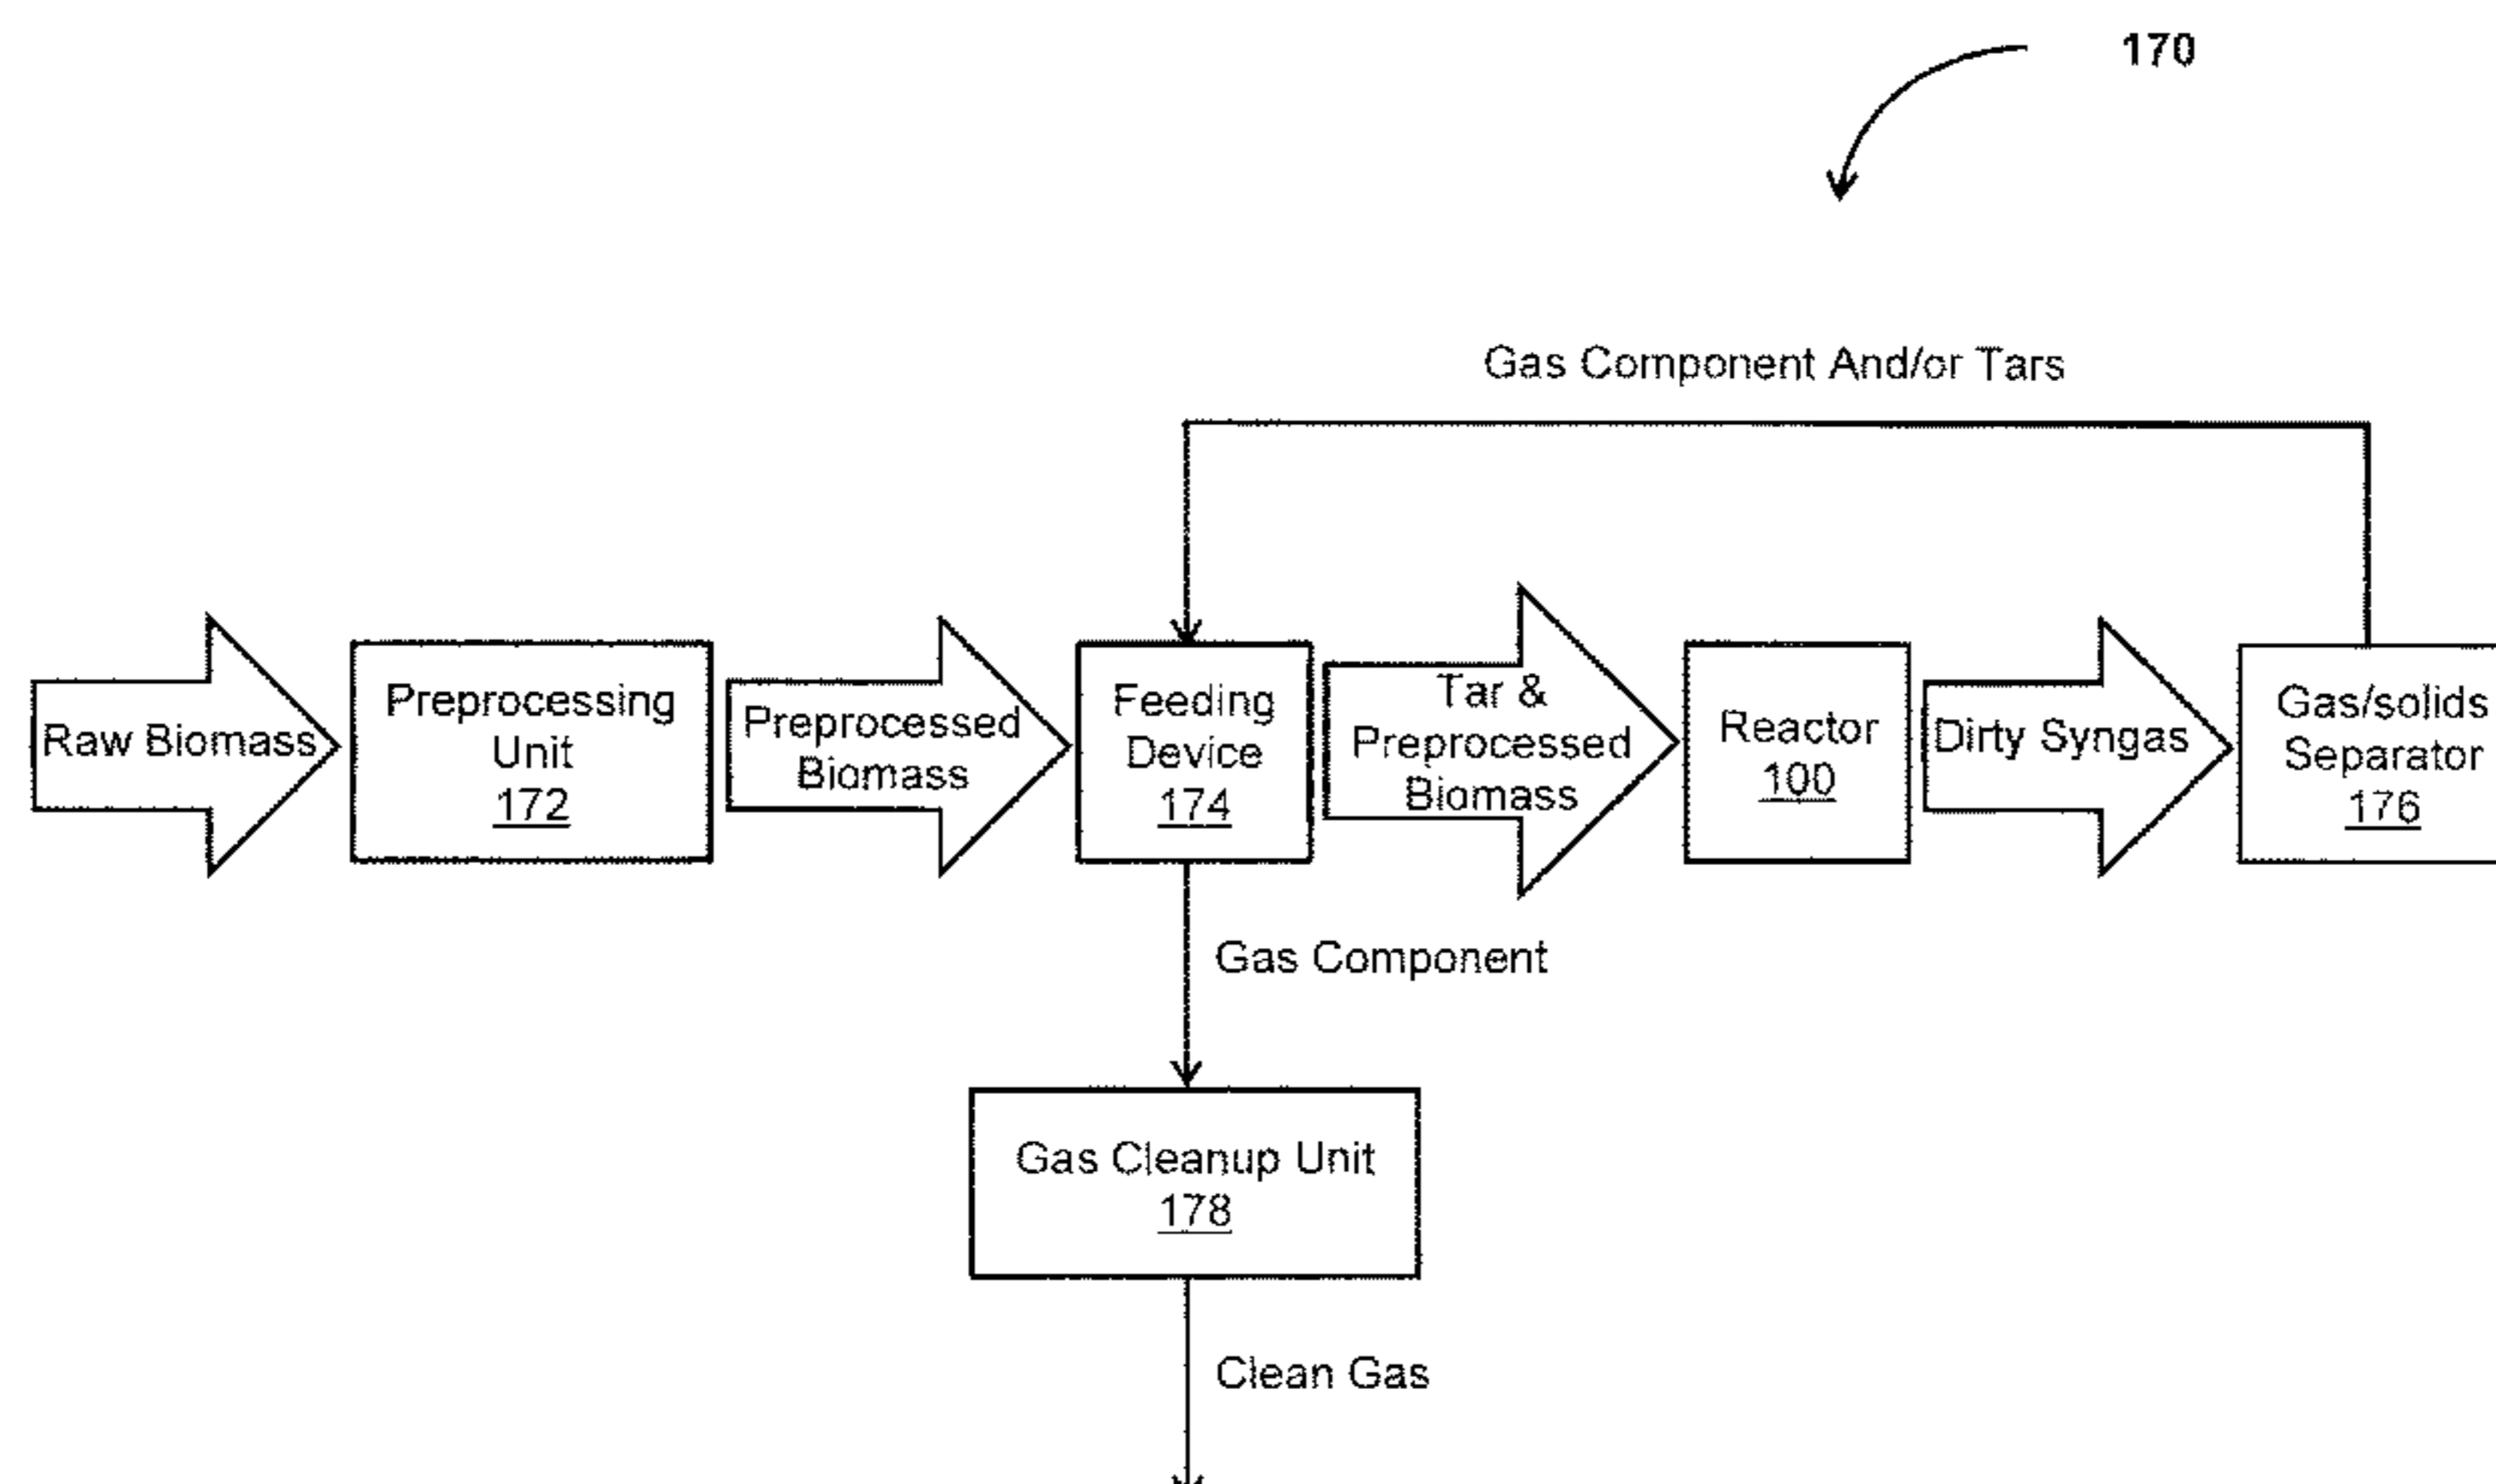 170
Gas Component And/or Tars
Raw Biomass
Preprocessing
Unit
172
Preprocessed
Biomass
Feeding
Device
174
Tar &
Preprocessed
Biomass
Reactor
100
Dirty Syngas
Gas/solids
Separator
176
Gas Component
Gas Cleanup Unit
178
Clean Gas